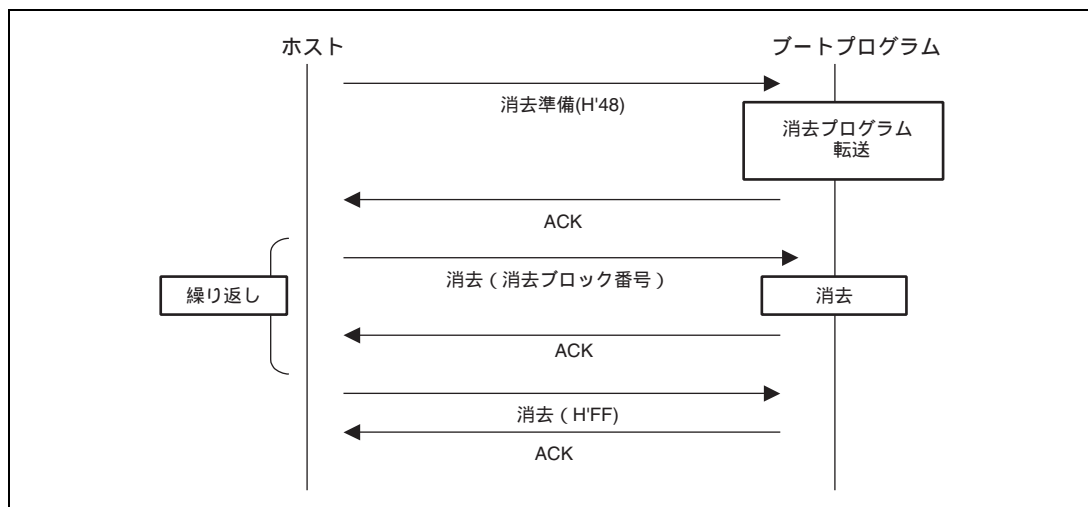 ホスト
ブートプログラム
消去準備(H'48)
消去プログラム
転送
ACK
消去（消去ブロック番号）
繰り返し
消去
ACK
消去（H'FF)
ACK